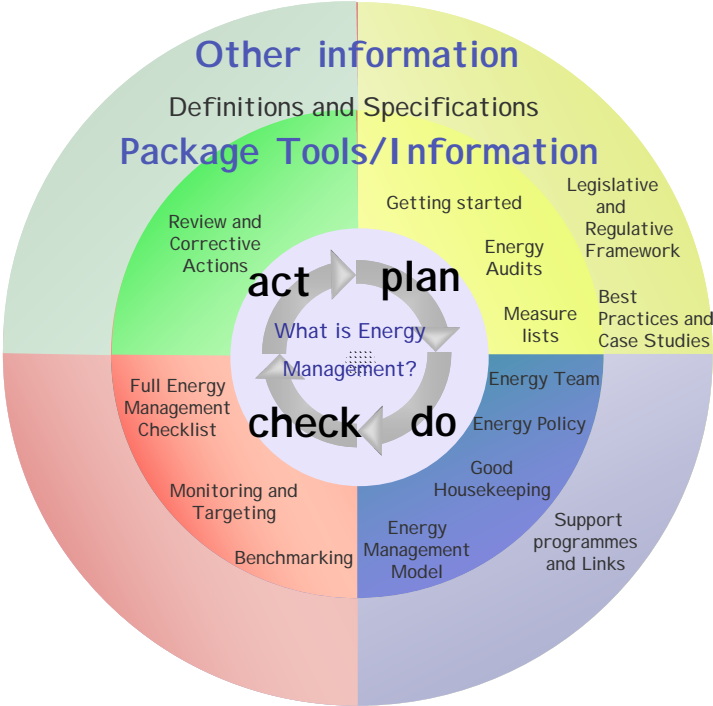 Other information
Definitions and Specifications
Package Tools/Information
Getting started
Legislative
and
Regulative
Framework
Review and
Corrective
Actions
Energy
Audits
act
plan
Measure
lists
Best
Practices and
Case Studies
What is Energy
Management?
Full Energy
Management
Checklist
Energy Team
check
do
Energy Policy
Good
Housekeeping
Monitoring and
Targeting
Energy
Management
Model
Support
programmes
and Links
Benchmarking